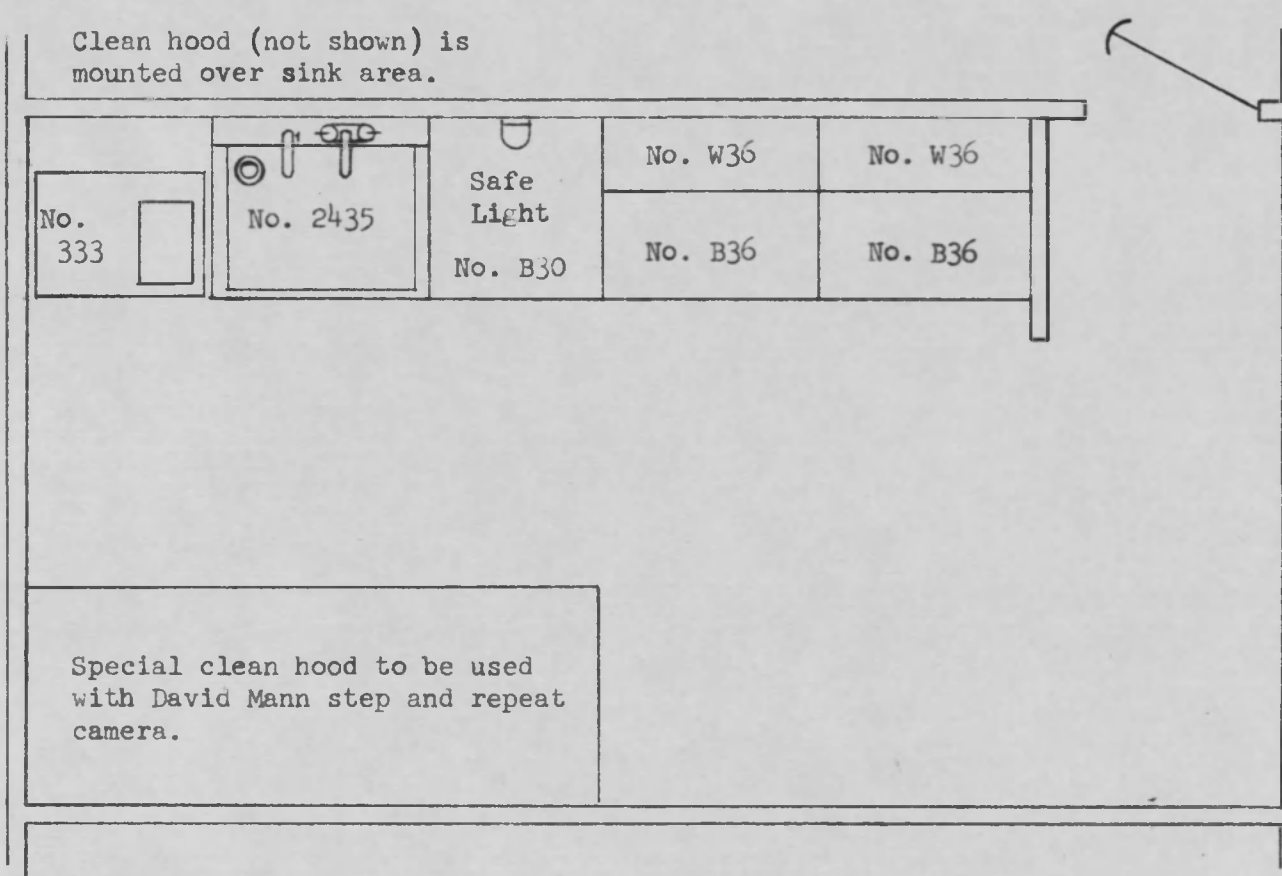 Clean hood (not shown) is
mounted over sink area.
No.
333
No. 2435
Safe
Light
No. B30
No. W36
No. W36
No. B36
No. B36
Special clean hood to be used
with David Mann step and repeat
camera.